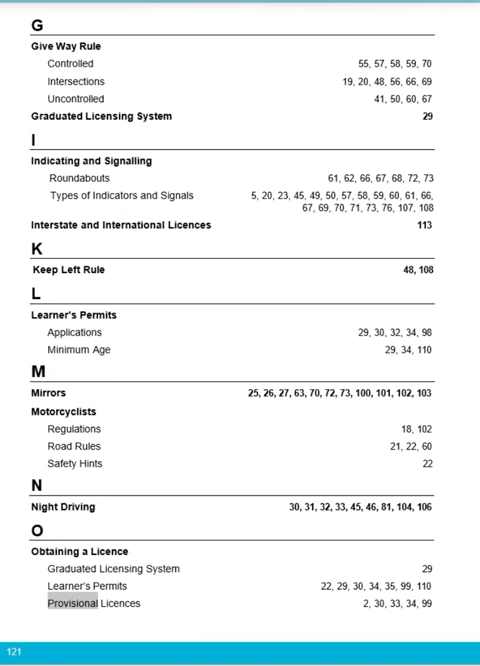 G
Give Way Rule
Controlled 55, 57, 58, 59, 70
Intersections 19, 20, 48, 56, 66, 69
Uncontrolled 41, 50, 60, 67
Graduated Licensing System 29
I
Indicating and Signalling
Roundabouts 61, 62, 66, 67, 68, 72, 73
Types of Indicators and Signals 5, 20, 23, 45, 49, 50, 57, 58, 59, 60, 61, 66,
67, 69, 70, 71, 73, 76, 107, 108
Interstate and International Licences 113
K
Keep Left Rule 48, 108
L
Learner's Permits
Applications 29, 30, 32, 34, 98
Minimum Age 29, 34, 110
M
Mirrors 25, 26, 27, 63, 70, 72, 73, 100, 101, 102, 103
Motorcyclists
Regulations 18, 102
Road Rules 21, 22, 60
Safety Hints 22
N
Night Driving 30, 31, 32, 33, 45, 46, 81, 104, 106
O
Obtaining a Licence
Graduated Licensing System 29
Learner's Permits 22, 29, 30, 34, 35, 99, 110
Provisional Licences 2, 30, 33, 34, 99
121